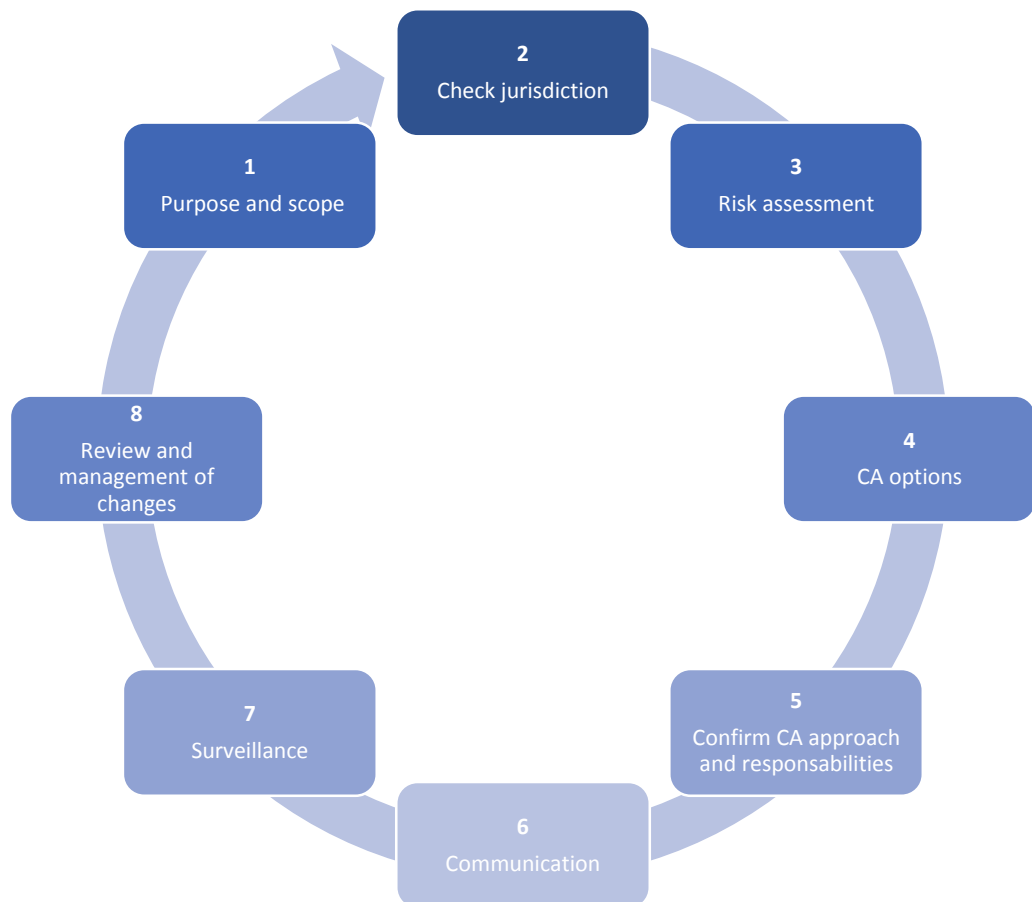 1
Purpose and scope
2
Check jurisdiction
3
Risk assessment
4
CA options
5
Confirm CA approach
and responsabilities
6
Communication
7
Surveillance
8
Review and
management of
changes